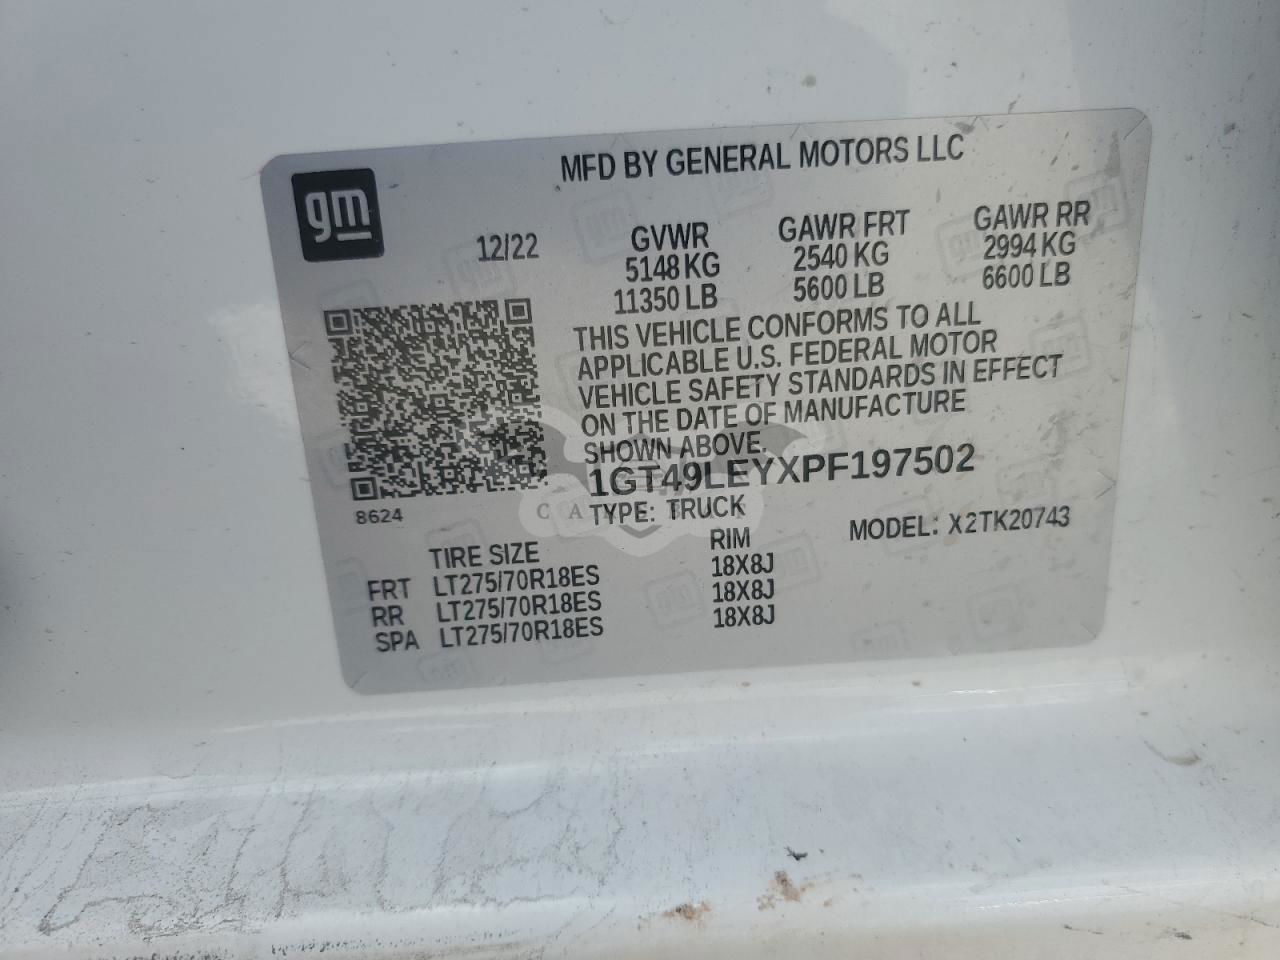 gm
MFD BY GENERAL MOTORS LLC
12/22
GVWR GAWR FRT GAWR RR
5148 KG 2540 KG 2994 KG
11350 LB 5600 LB 6600 LB
THIS VEHICLE CONFORMS TO ALL
APPLICABLE U.S. FEDERAL MOTOR
VEHICLE SAFETY STANDARDS IN EFFECT
ON THE DATE OF MANUFACTURE
SHOWN ABOVE.
1GT49LEYXPF197502
8624
TYPE: TRUCK
MODEL: X2TK20743
TIRE SIZE RIM
FRT LT275/70R18ES 18X8J
RR LT275/70R18ES 18X8J
SPA LT275/70R18ES 18X8J